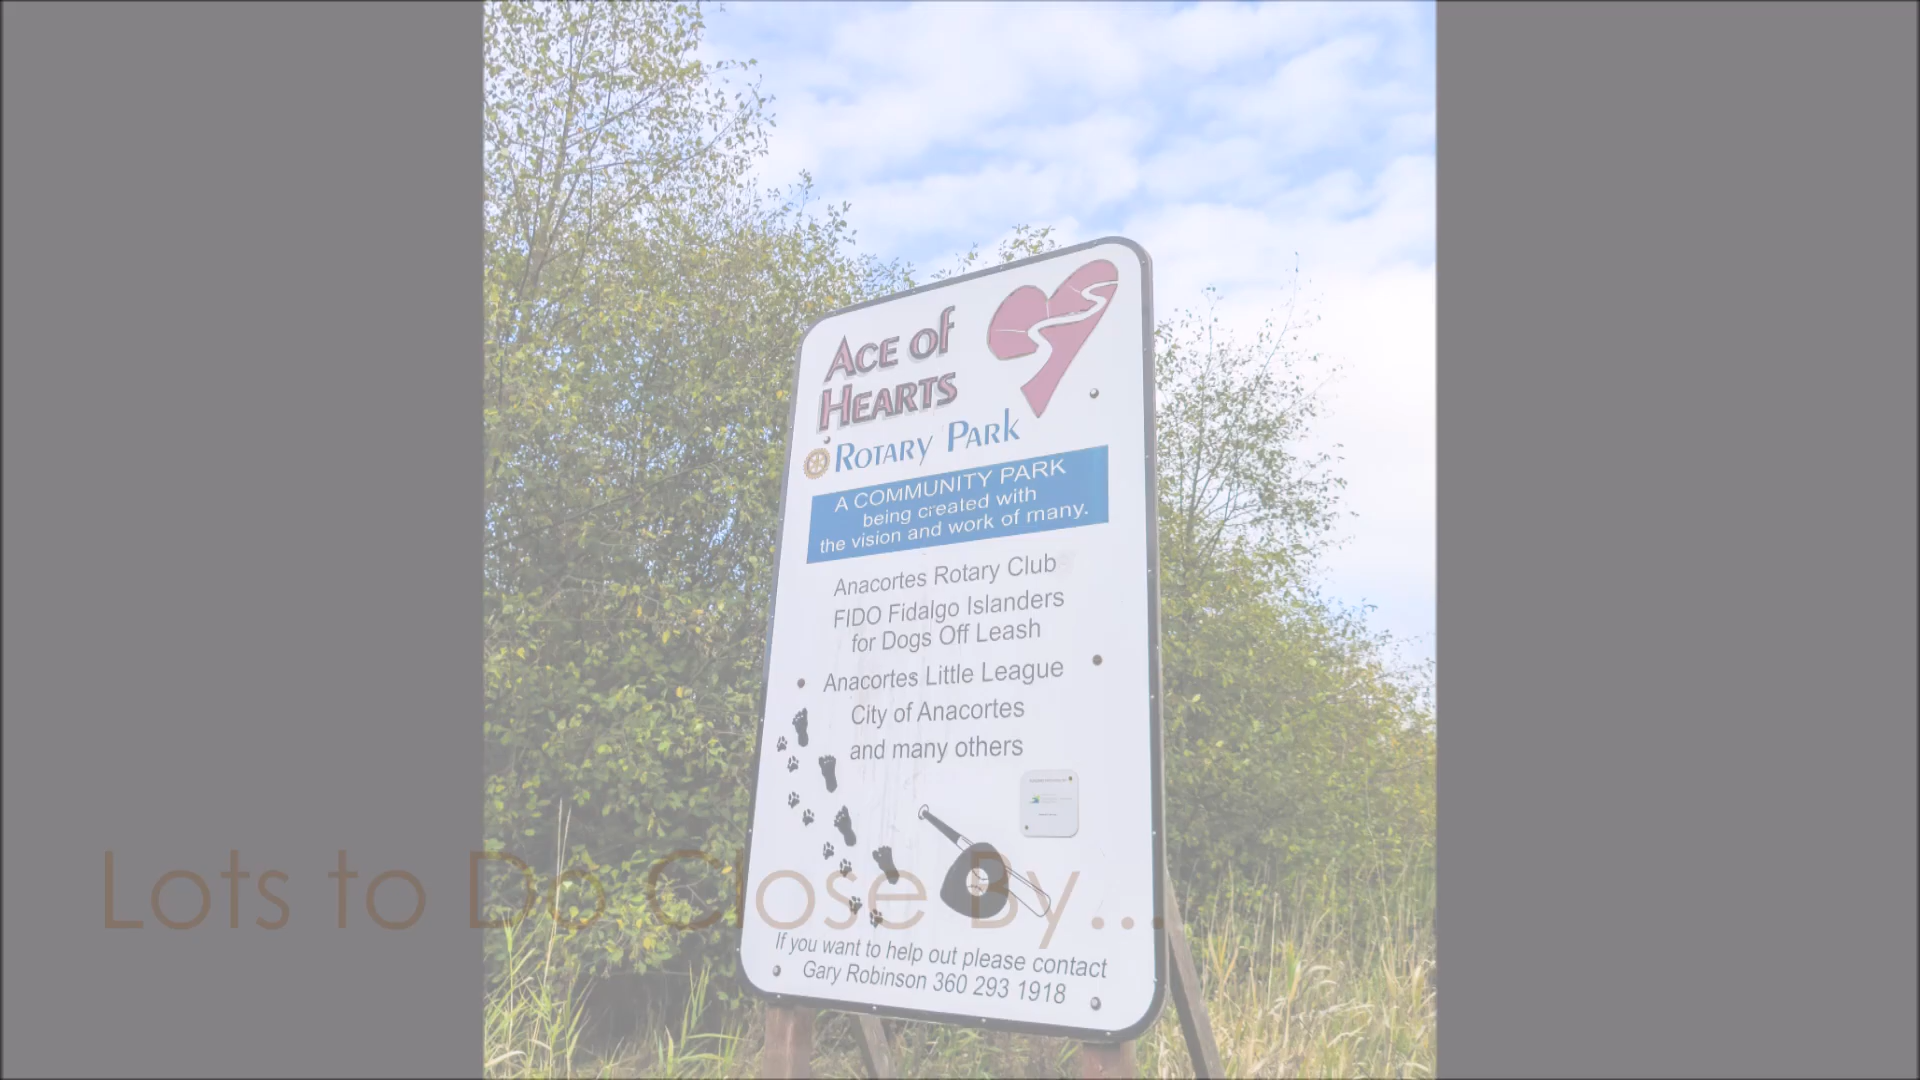 ACE of
HEARTS
ROTARY PARK
A COMMUNITY PARK
being created with
the vision and work of many.
Anacortes Rotary Club
FIDO Fidalgo Islanders
for Dogs Off Leash
Anacortes Little League
City of Anacortes
and many others
Lots to Do Close By...
If you want to help out please contact
Gary Robinson 360 293 1918